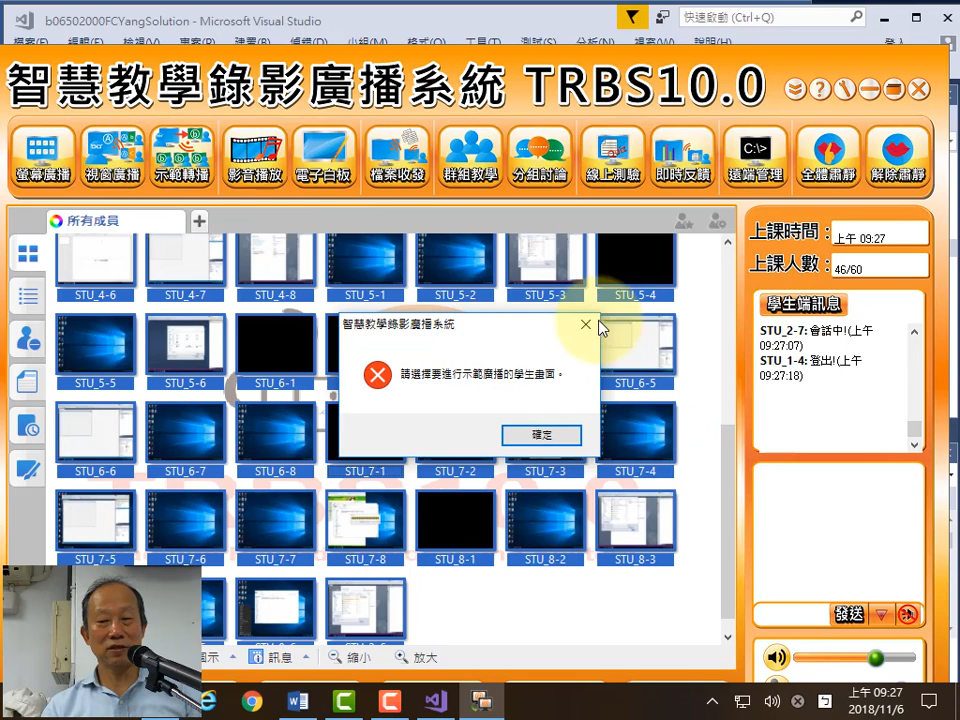 b06502000FCYangSolution - Microsoft Visual Studio
快速啟動 (Ctrl+Q)
智慧教學錄影廣播系統 TRBS10.0
螢幕廣播
視窗廣播
示範轉播
影音播放
電子白板
檔案收發
群組教學
分組討論
線上測驗
即時反饋
C:\>
遠端管理
全體肅靜
解除肅靜
所有成員
上課時間：
上午 09:27
上課人數：
46/60
STU_4-6
STU_4-7
STU_4-8
STU_5-1
STU_5-2
STU_5-3
STU_5-4
學生端訊息
STU_2-7: 會話中!(上午
09:27:07)
STU_1-4: 登出!(上午
09:27:18)
智慧教學錄影廣播系統
請選擇要進行示範廣播的學生畫面。
確定
STU_5-5
STU_5-6
STU_6-1
STU_6-5
STU_6-6
STU_6-7
STU_6-8
STU_7-1
STU_7-2
STU_7-3
STU_7-4
STU_7-5
STU_7-6
STU_7-7
STU_7-8
STU_8-1
STU_8-2
STU_8-3
發送
訊息
縮小
放大
上午 09:27
2018/11/6